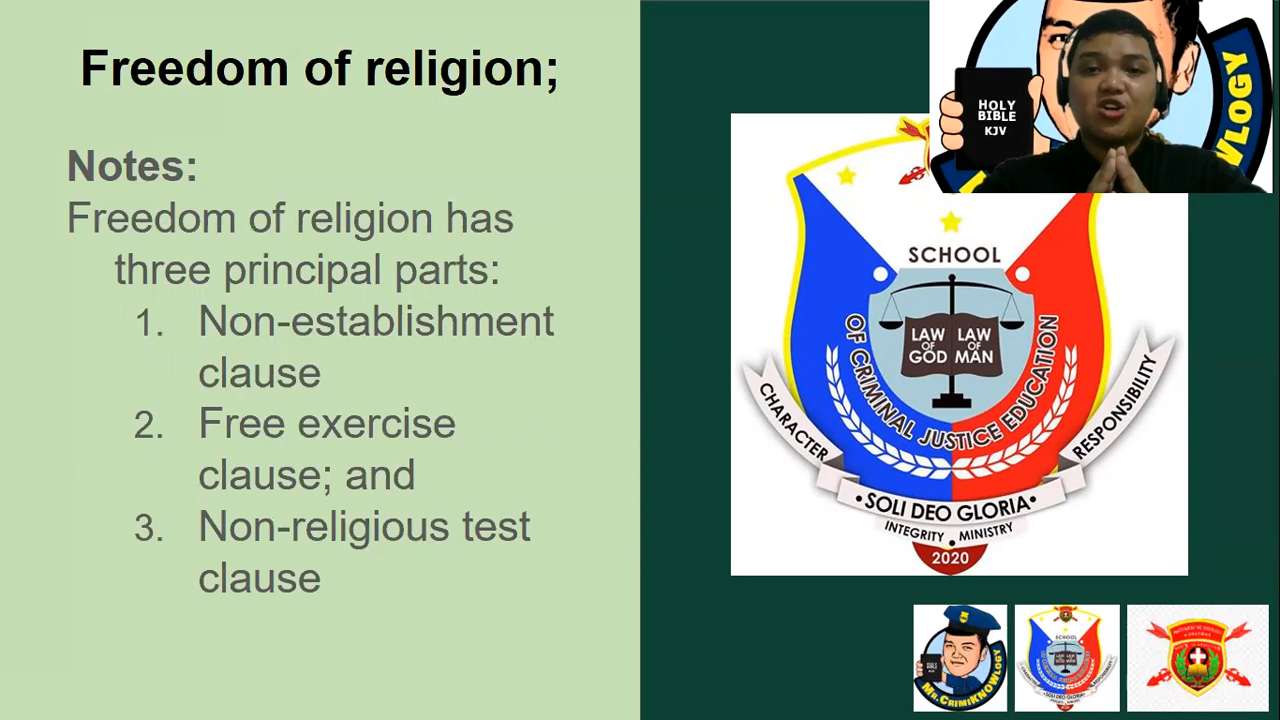 Freedom of religion;
Notes:
Freedom of religion has
three principal parts:
1. Non-establishment
clause
2. Free exercise
clause; and
3. Non-religious test
clause
HOLY
BIBLE
KJV
VLOGY
SCHOOL
OF CRIMINAL JUSTICE EDUCATION
LAW
OF
GOD
LAW
OF
MAN
CHARACTER
RESPONSIBILITY
•SOLI DEO GLORIA•
INTEGRITY • MINISTRY
2020
MR.CRIMIKNOWLOGY
SCHOOL